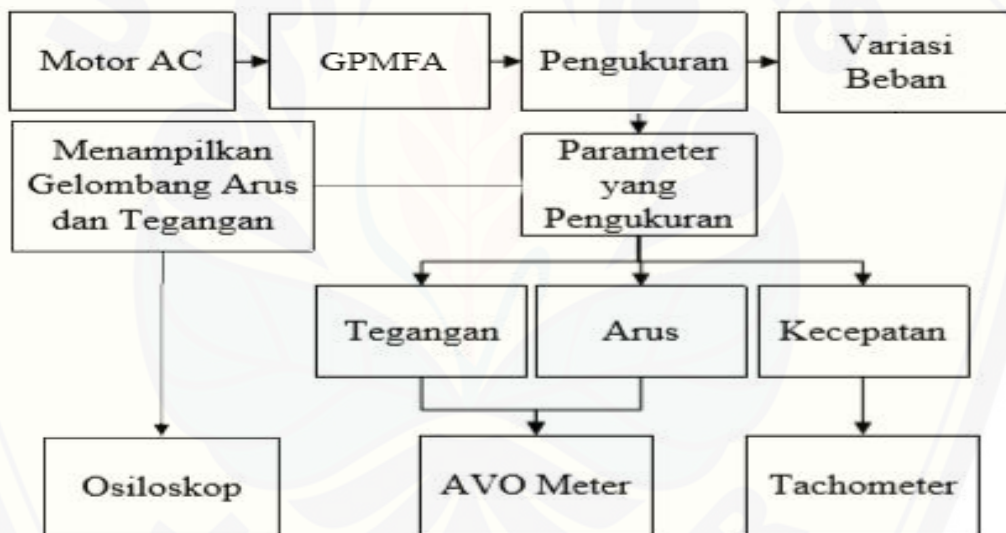 Motor AC
GPMFA
Pengukuran
Variasi
Beban
Menampilkan
Gelombang Arus
dan Tegangan
Parameter
yang
Pengukuran
Tegangan
Arus
Kecepatan
Osiloskop
AVO Meter
Tachometer